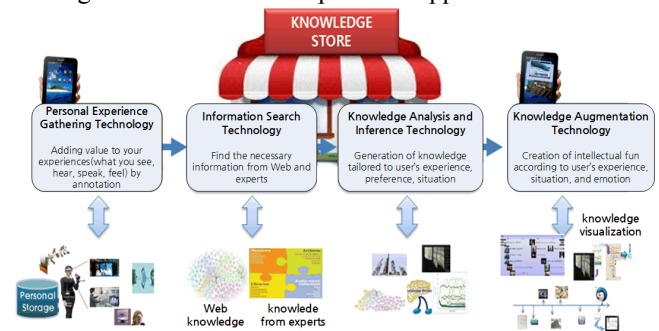 KNOWLEDGE
STORE
Personal Experience
Gathering Technology
Adding value to your
experiences(what you see,
hear, speak, feel) by
annotation
Information Search
Technology
Find the necessary
information from Web and
experts
Knowledge Analysis and
Inference Technology
Generation of knowledge
tailored to user's experience,
preference, situation
Knowledge Augmentation
Technology
Creation of intellectual fun
according to user's experience,
situation, and emotion
knowledge
visualization
Personal
Storage
Web
knowledge
knowlede
from experts